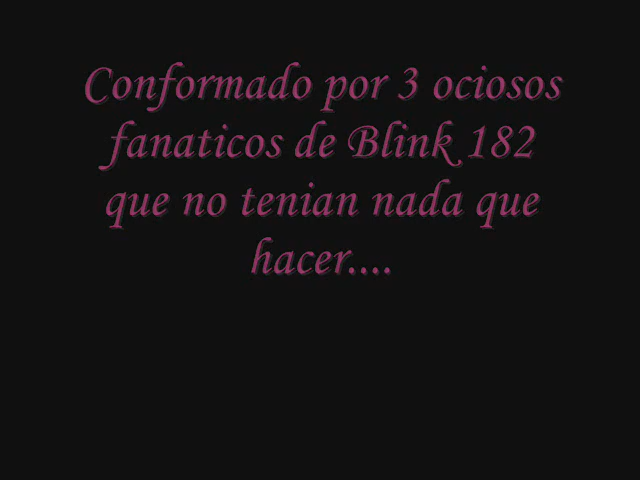 Conformado por 3 ociosos
fanaticos de Blink 182
que no tenian nada que
hacer....